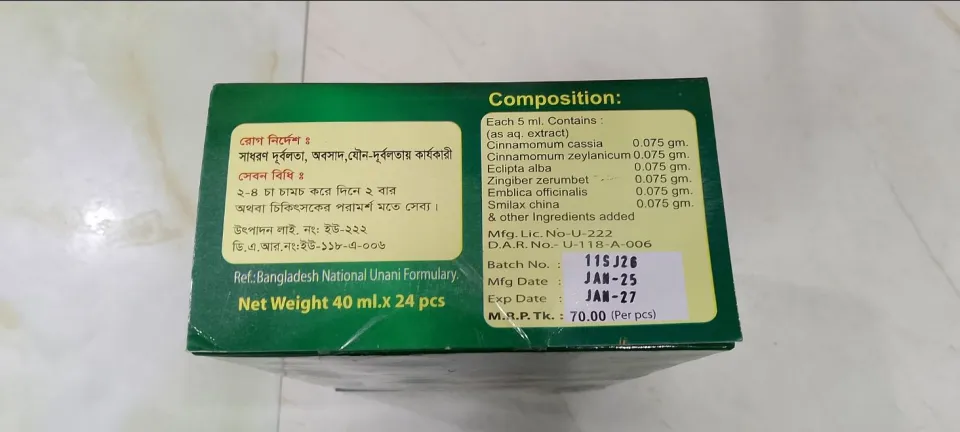 রোগ নির্দেশ ঃ
সাধরণ দূর্বলতা, অবসাদ,যৌন-দূর্বলতায় কার্যকারী
সেবন বিধি ঃ
২-৪ চা চামচ করে দিনে ২ বার
অথবা চিকিৎসকের পরামর্শ মতে সেব্য।
উৎপাদন লাই. নং: ইউ-২২২
ডি.এ.আর.নং:ইউ-১১৮-এ-০০৬
Ref.:Bangladesh National Unani Formulary.
Net Weight 40 ml.x 24 pcs
Composition:
Each 5 ml. Contains :
(as aq. extract)
Cinnamomum cassia 0.075 gm.
Cinnamomum zeylanicum 0.075 gm.
Eclipta alba 0.075 gm.
Zingiber zerumbet 0.075 gm.
Emblica officinalis 0.075 gm.
Smilax china 0.075 gm.
& other Ingredients added
Mfg. Lic. No-U-222
D.A.R. No.- U-118-A-006
Batch No. : 11SJ26
Mfg Date : JAN-25
Exp Date : JAN-27
M.R.P. Tk. : 70.00 (Per pcs)